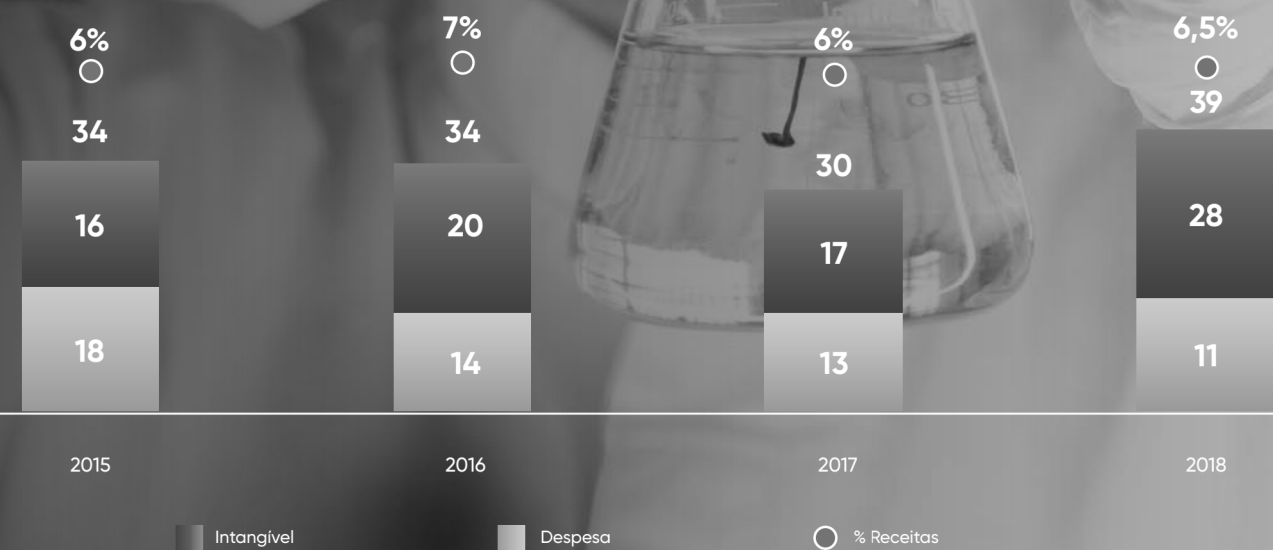 6% 7% 6% 6,5%
34 34 30 39
16 20 17 28
18 14 13 11
2015 2016 2017 2018
Intangível Despesa % Receitas